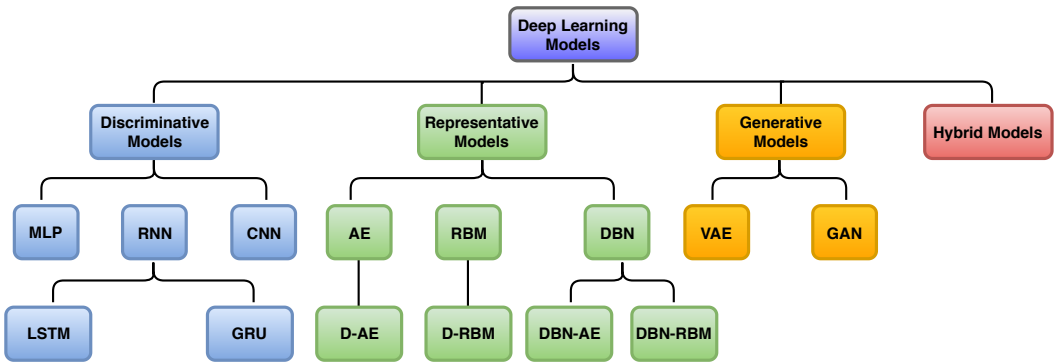 Deep Learning
Models
Discriminative
Models
Representative
Models
Generative
Models
Hybrid Models
MLP
RNN
CNN
AE
RBM
DBN
VAE
GAN
LSTM
GRU
D-AE
D-RBM
DBN-AE
DBN-RBM